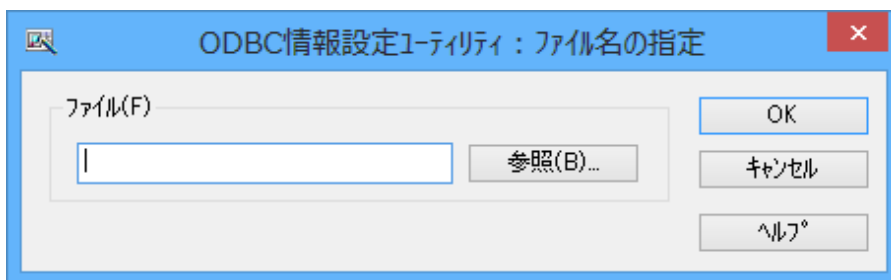 ODBC情報設定ﾕｰﾃｨﾘﾃｨ：ﾌｧｲﾙ名の指定
ﾌｧｲﾙ(F)
参照(B)...
OK
ｷｬﾝｾﾙ
ﾍﾙﾌﾟ